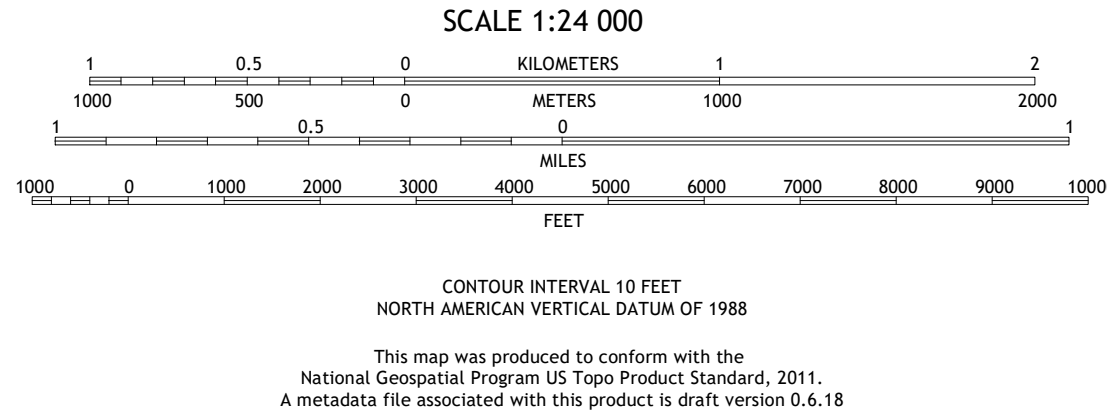 SCALE 1:24 000
1 0.5 0 KILOMETERS 1 2
1000 500 0 METERS 1000 2000
1 0.5 0 1
MILES
1000 0 1000 2000 3000 4000 5000 6000 7000 8000 9000 1000
FEET
CONTOUR INTERVAL 10 FEET
NORTH AMERICAN VERTICAL DATUM OF 1988
This map was produced to conform with the
National Geospatial Program US Topo Product Standard, 2011.
A metadata file associated with this product is draft version 0.6.18